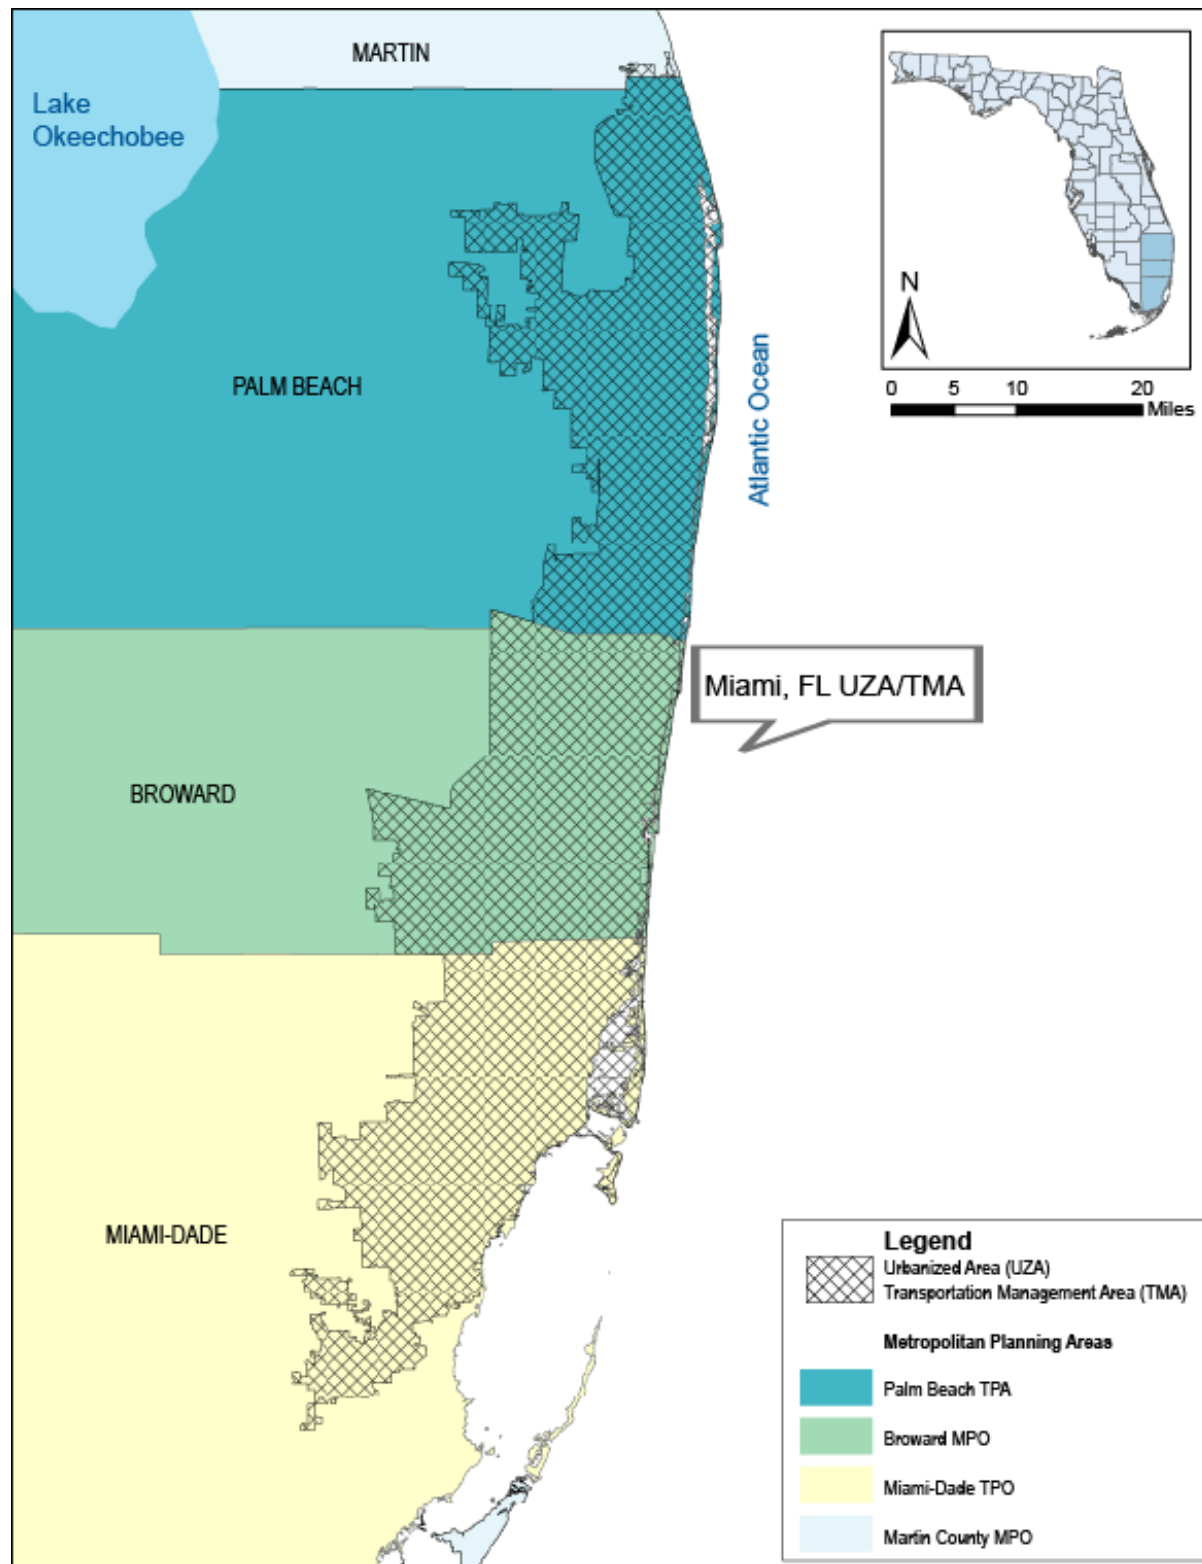 MARTIN
Lake
Okeechobee
N
0 5 10 20
Miles
PALM BEACH
Atlantic Ocean
Miami, FL UZA/TMA
BROWARD
MIAMI-DADE
Legend
Urbanized Area (UZA)
Transportation Management Area (TMA)
Metropolitan Planning Areas
Palm Beach TPA
Broward MPO
Miami-Dade TPO
Martin County MPO